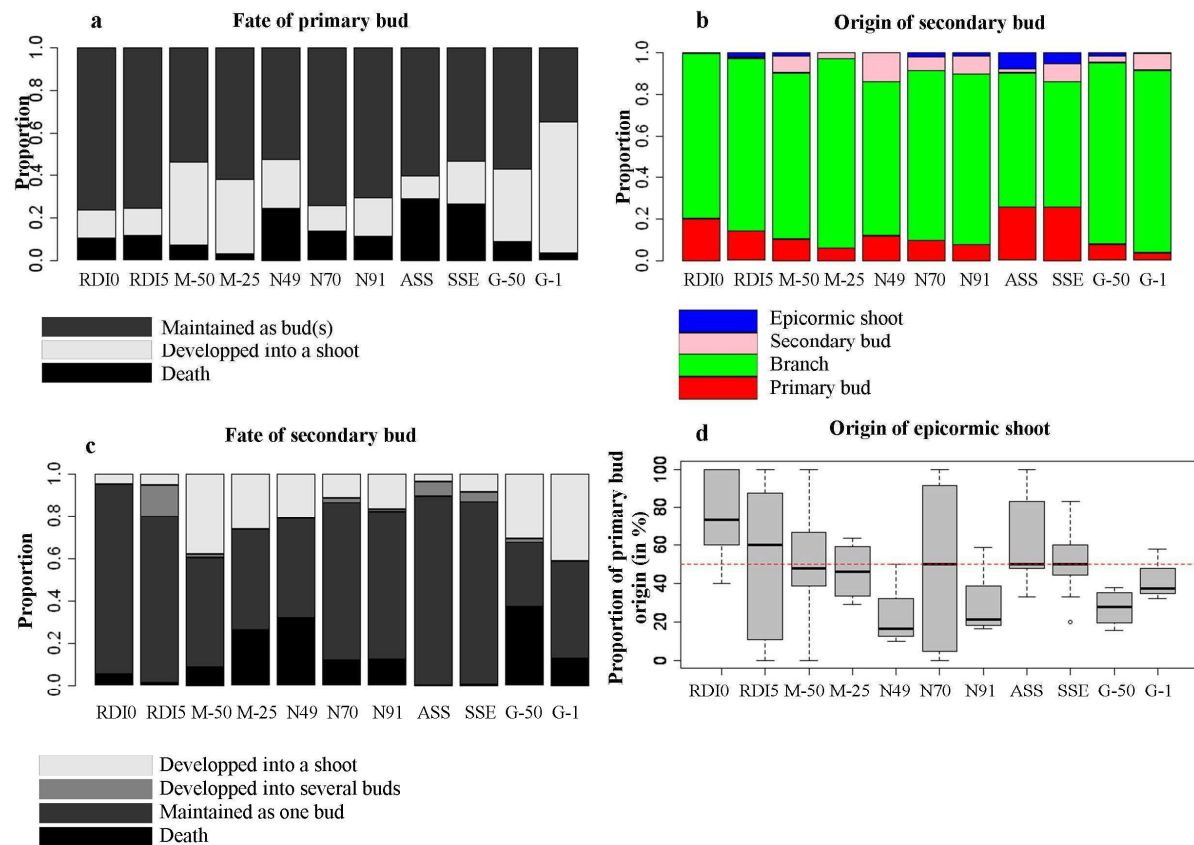 a
Fate of primary bud
Proportion
1.0
0.8
0.6
0.4
0.2
0.0
RDI0 RDI5 M-50 M-25 N49 N70 N91 ASS SSE G-50 G-1
Maintained as bud(s)
Developped into a shoot
Death
b
Origin of secondary bud
Proportion
1.0
0.8
0.6
0.4
0.2
0.0
RDI0 RDI5 M-50 M-25 N49 N70 N91 ASS SSE G-50 G-1
Epicormic shoot
Secondary bud
Branch
Primary bud
c
Fate of secondary bud
Proportion
1.0
0.8
0.6
0.4
0.2
0.0
RDI0 RDI5 M-50 M-25 N49 N70 N91 ASS SSE G-50 G-1
Developped into a shoot
Developped into several buds
Maintained as one bud
Death
d
Origin of epicormic shoot
Proportion of primary bud
origin (in %)
100
80
60
40
20
0
RDI0 RDI5 M-50 M-25 N49 N70 N91 ASS SSE G-50 G-1